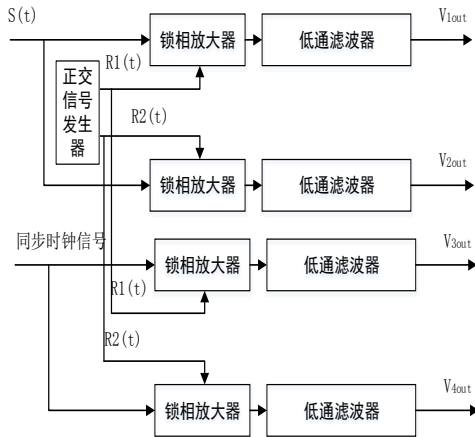 S(t)
锁相放大器
低通滤波器
V1out
正交
信号
发生
器
R1(t)
R2(t)
锁相放大器
低通滤波器
V2out
同步时钟信号
锁相放大器
低通滤波器
V3out
R1(t)
R2(t)
锁相放大器
低通滤波器
V4out